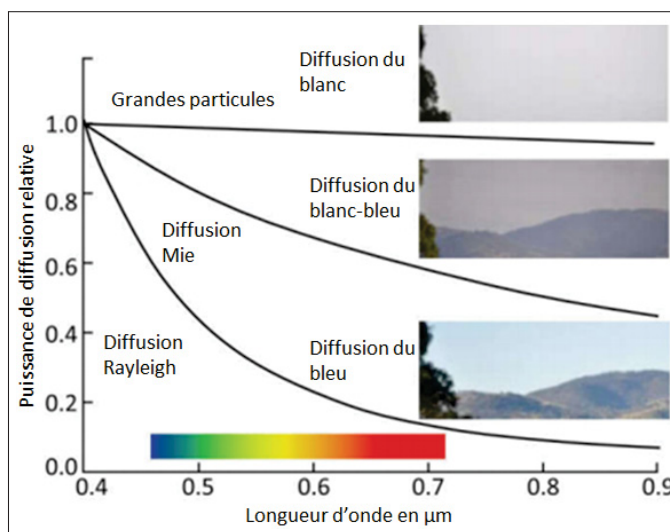 Puissance de diffusion relative
1.0
0.8
0.6
0.4
0.2
0.0
Grandes particules
Diffusion du
blanc
Diffusion
Mie
Diffusion du
blanc-bleu
Diffusion
Rayleigh
Diffusion du
bleu
0.4
0.5
0.6
0.7
0.8
0.9
Longueur d’onde en μm